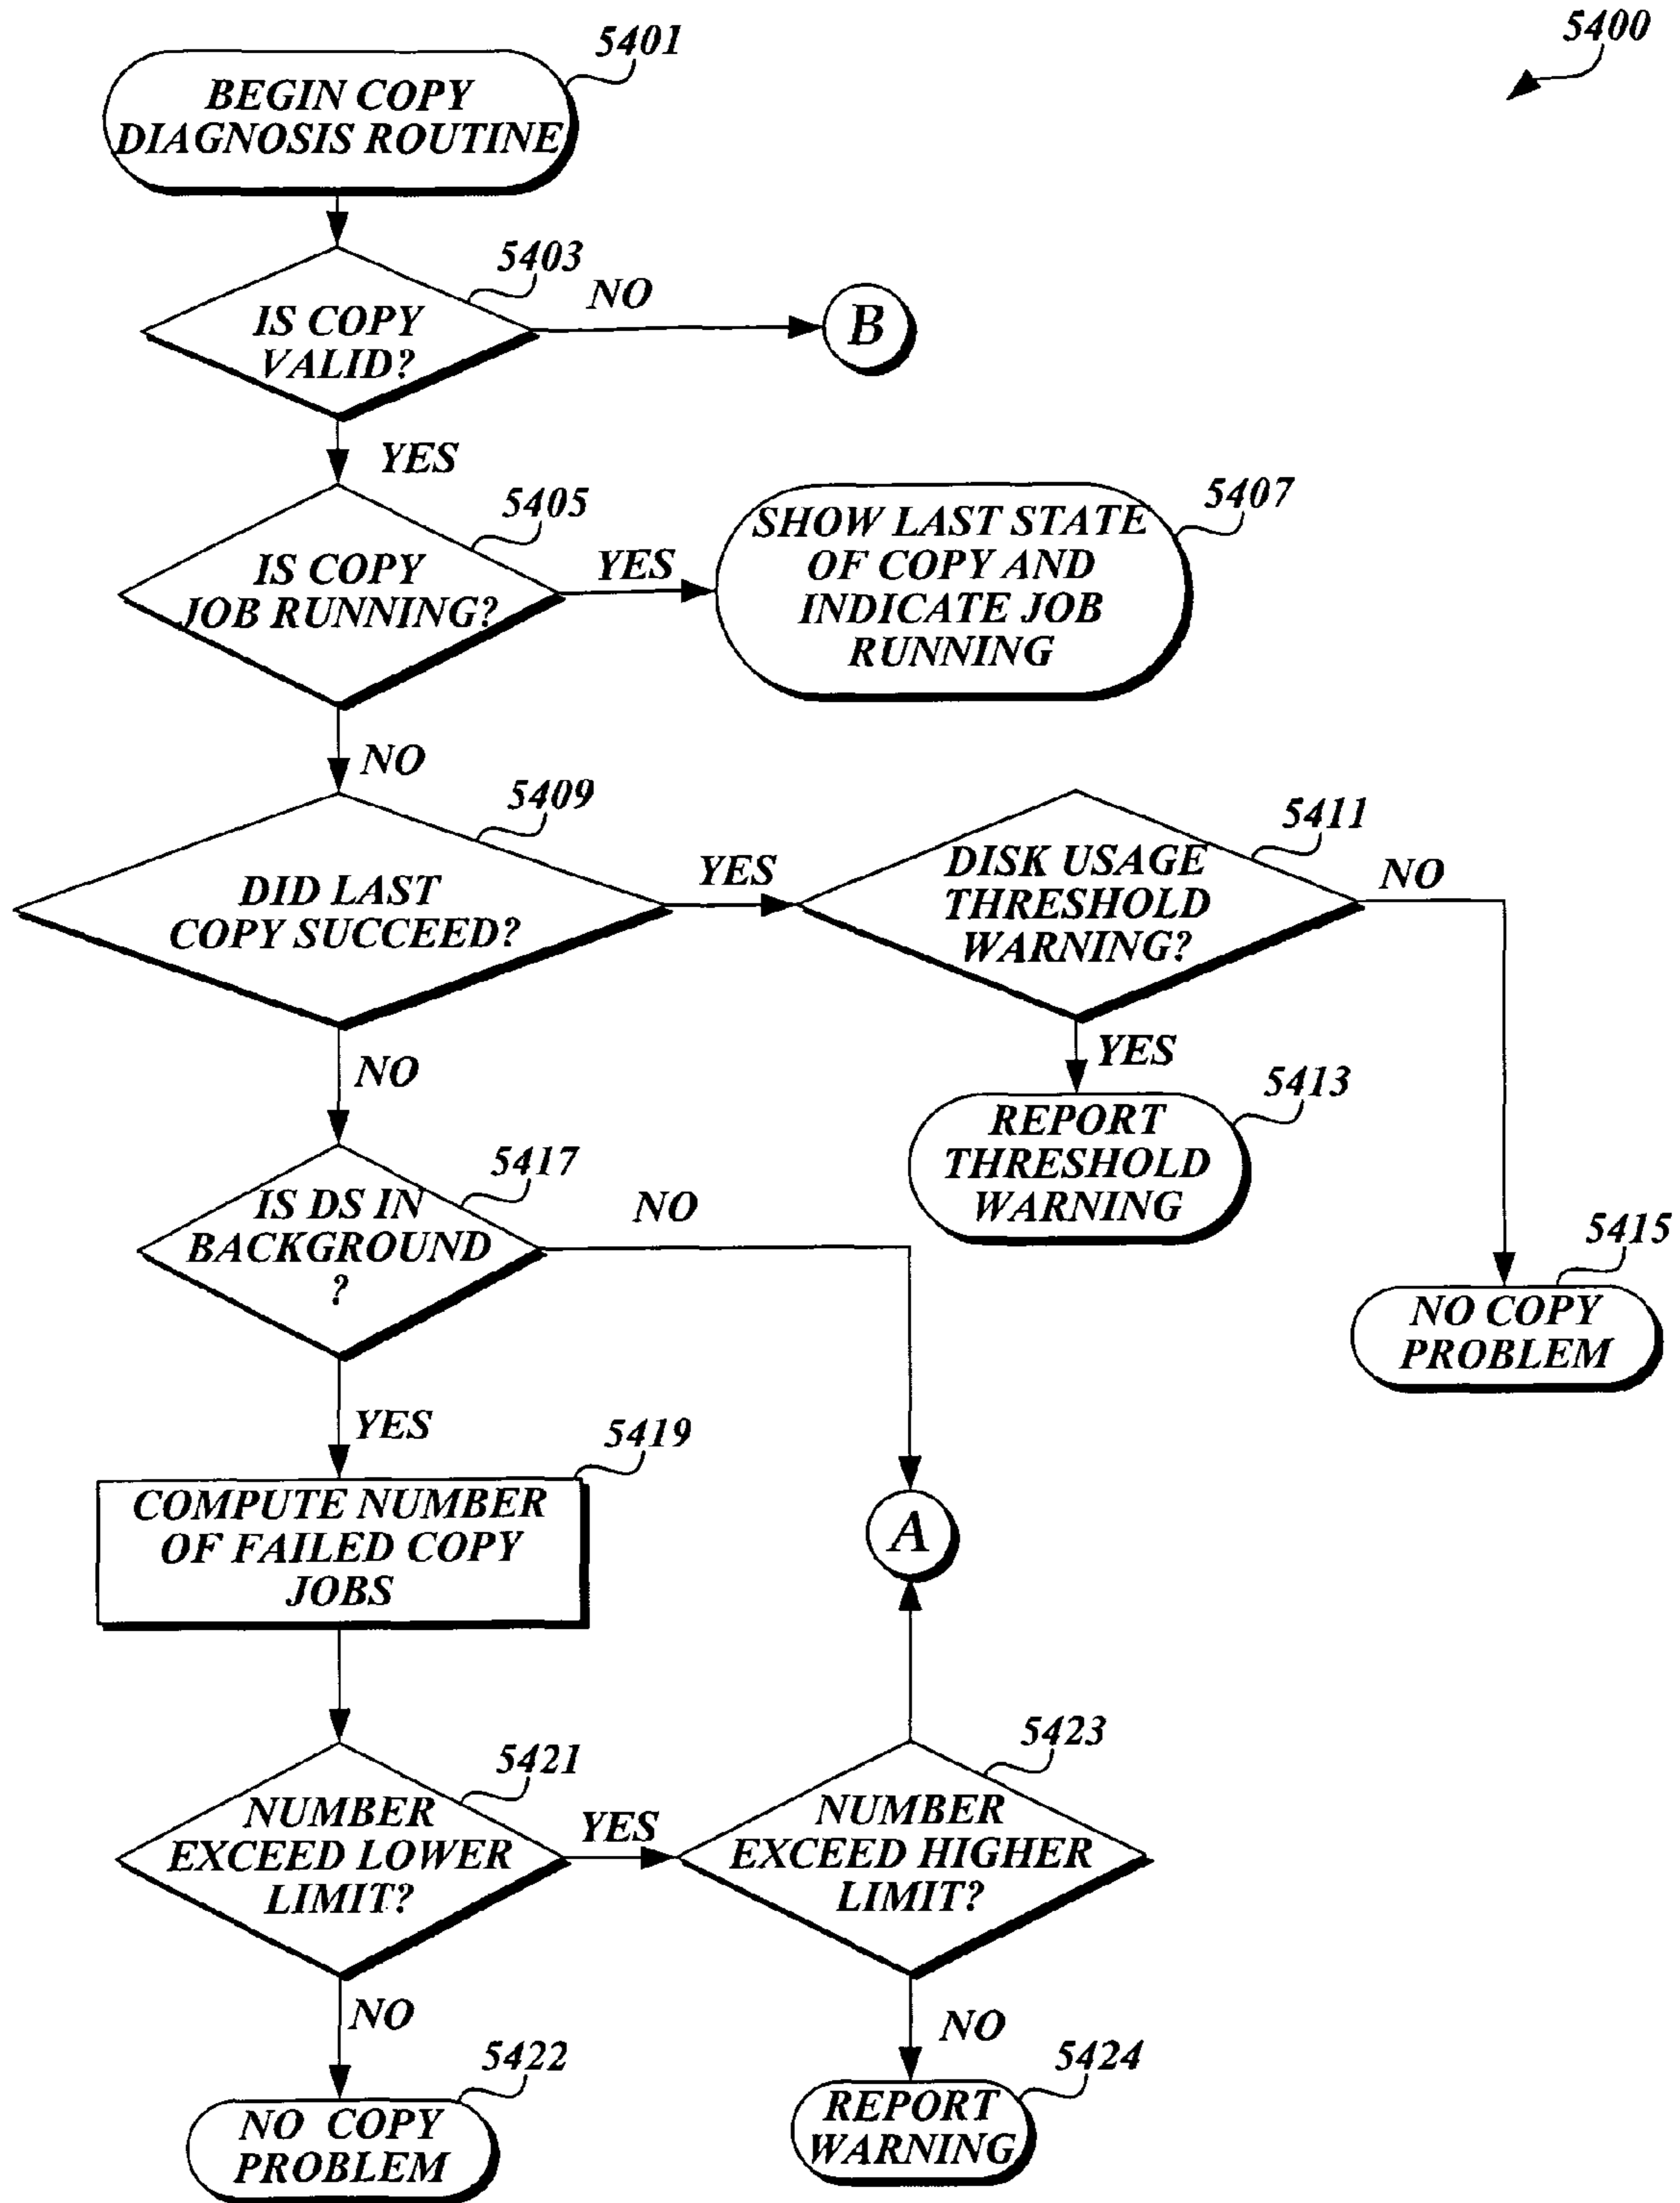 5400
5401
BEGIN COPY
DIAGNOSIS ROUTINE
5403
IS COPY
VALID?
NO
B
YES
5405
IS COPY
JOB RUNNING?
YES
5407
SHOW LAST STATE
OF COPY AND
INDICATE JOB
RUNNING
NO
5409
DID LAST
COPY SUCCEED?
YES
5411
DISK USAGE
THRESHOLD
WARNING?
NO
YES
5413
REPORT
THRESHOLD
WARNING
5415
NO COPY
PROBLEM
NO
5417
IS DS IN
BACKGROUND
?
NO
YES
5419
COMPUTE NUMBER
OF FAILED COPY
JOBS
A
5421
NUMBER
EXCEED LOWER
LIMIT?
YES
5423
NUMBER
EXCEED HIGHER
LIMIT?
NO
5422
NO COPY
PROBLEM
NO
5424
REPORT
WARNING